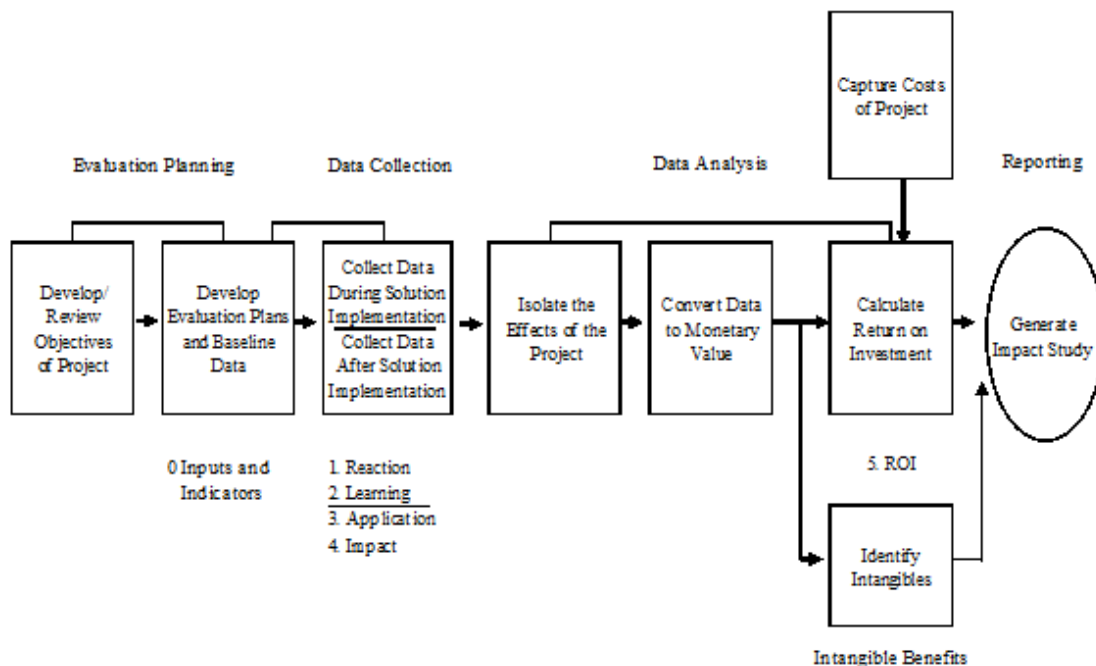 Capture Costs
of Project
Evaluation Planning
Data Collection
Data Analysis
Reporting
Develop/
Review
Objectives
of Project
Develop
Evaluation Plans
and Baseline
Data
Collect Data
During Solution
Implementation
Collect Data
After Solution
Implementation
Isolate the
Effects of the
Project
Convert Data
to Monetary
Value
Calculate
Return on
Investment
Generate
Impact Study
0 Inputs and
Indicators
1. Reaction
2. Learning
3. Application
4. Impact
5. ROI
Identify
Intangibles
Intangible Benefits